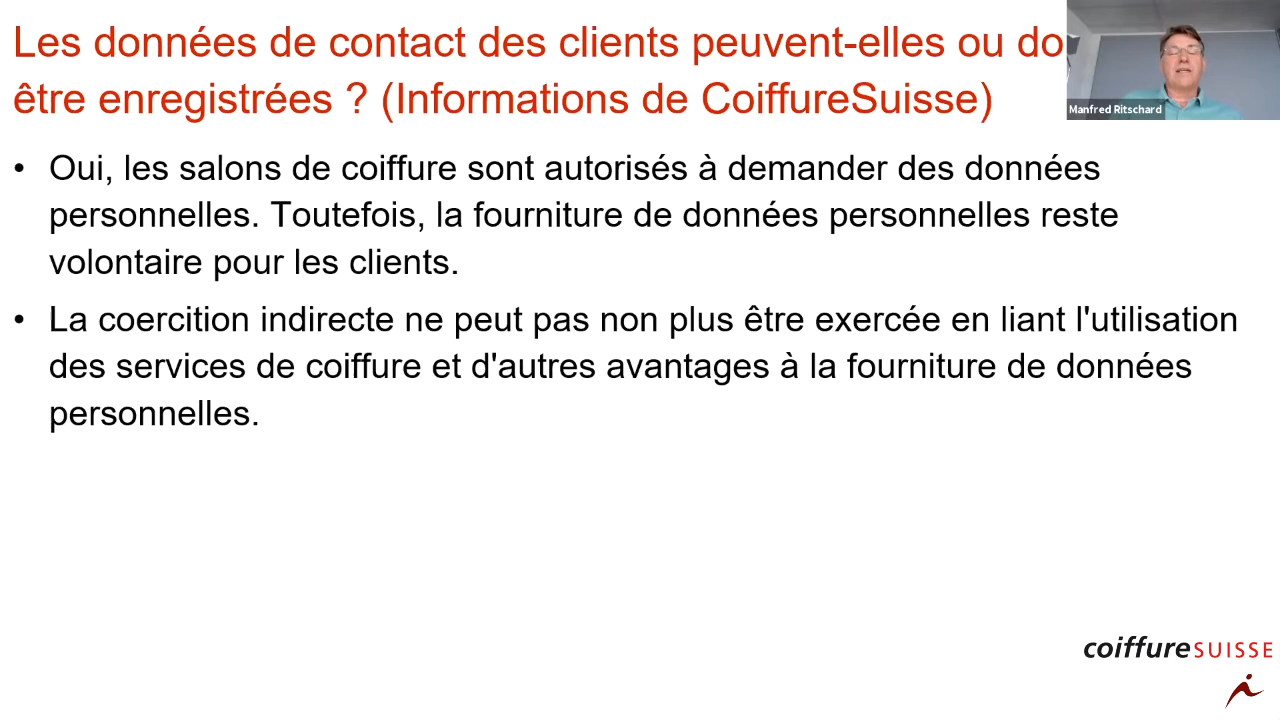 Les données de contact des clients peuvent-elles ou do
être enregistrées ? (Informations de CoiffureSuisse)
Manfred Ritschard
• Oui, les salons de coiffure sont autorisés à demander des données
personnelles. Toutefois, la fourniture de données personnelles reste
volontaire pour les clients.
• La coercition indirecte ne peut pas non plus être exercée en liant l'utilisation
des services de coiffure et d'autres avantages à la fourniture de données
personnelles.
coiffureSUISSE